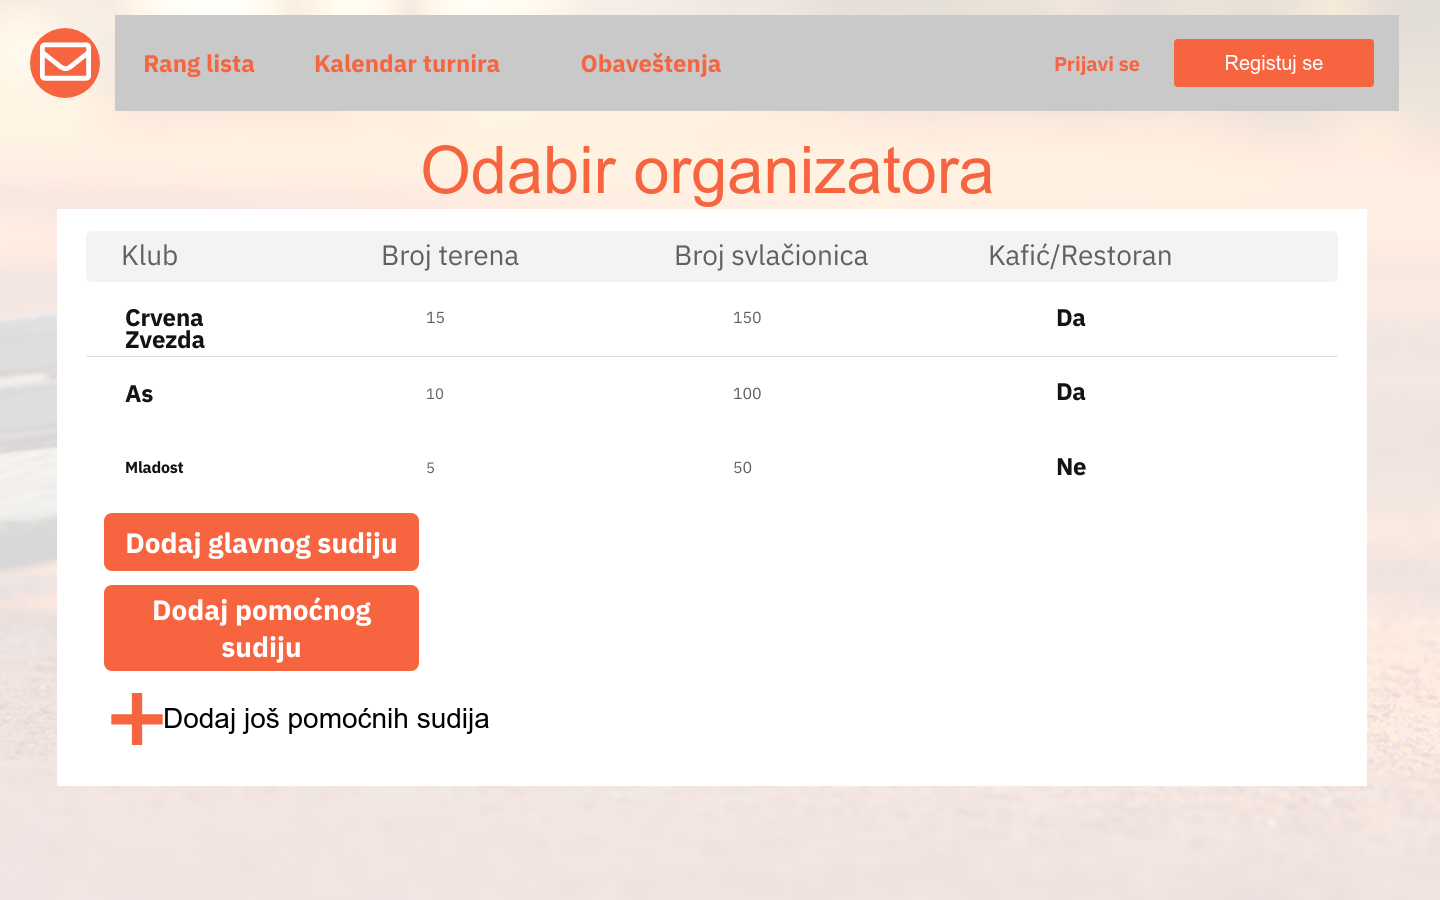 Rang lista Kalendar turnira Obaveštenja Prijavi se Registuj se
Odabir organizatora
Klub Broj terena Broj svlačionica Kafić/Restoran
Crvena
Zvezda 15 150 Da
As 10 100 Da
Mladost 5 50 Ne
Dodaj glavnog sudiju
Dodaj pomoćnog
sudiju
Dodaj još pomoćnih sudija